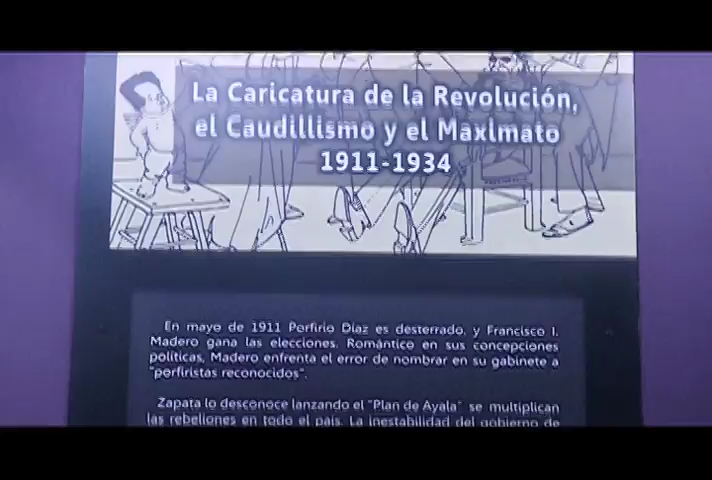 La Caricatura de la Revolución,
el Caudillismo y el Maximato
1911-1934
En mayo de 1911 Porfirio Díaz es desterrado, y Francisco I.
Madero gana las elecciones. Romántico en sus concepciones
políticas, Madero enfrenta el error de nombrar en su gabinete a
"porfiristas reconocidos".
Zapata lo desconoce lanzando el "Plan de Ayala" se multiplican
las rebeliones en todo el país. La inestabilidad del gobierno de